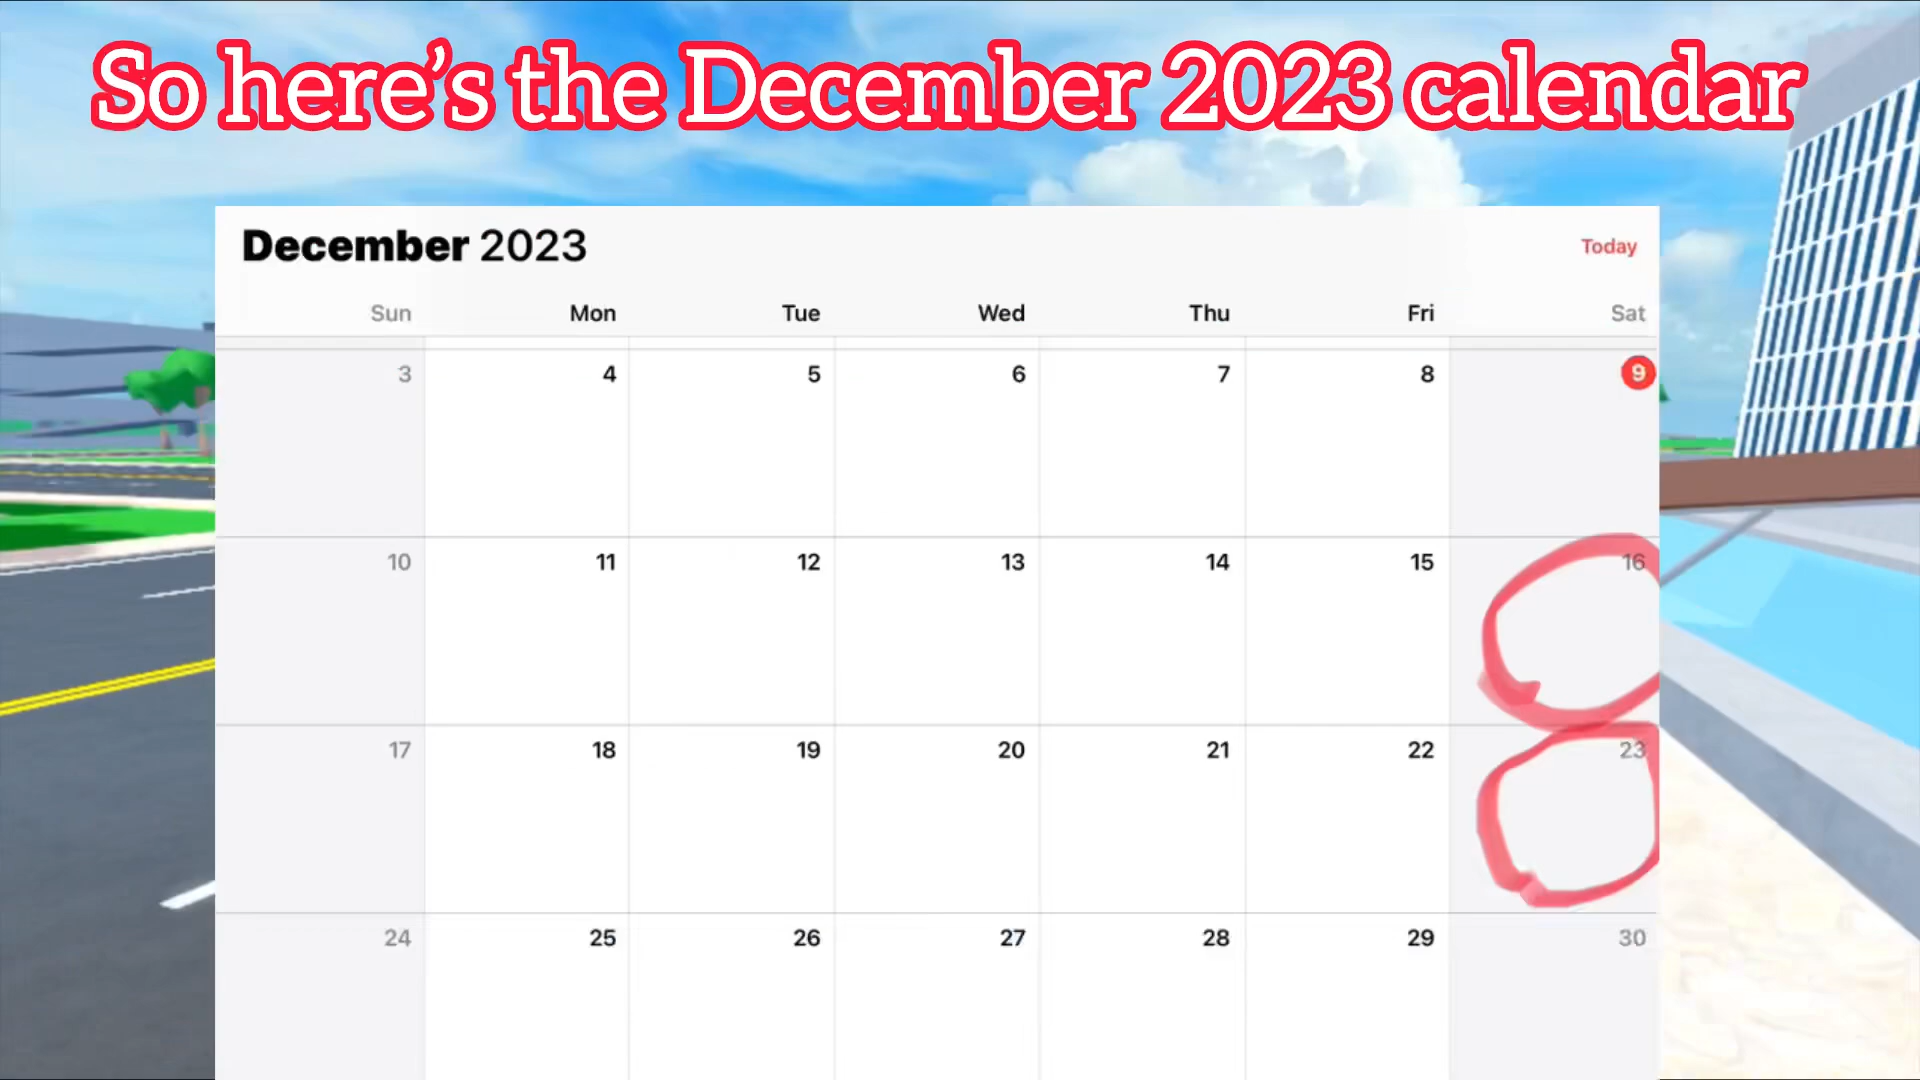 So here's the December 2023 calendar
December 2023 Today
Sun Mon Tue Wed Thu Fri Sat
3 4 5 6 7 8 9
10 11 12 13 14 15 16
17 18 19 20 21 22 23
24 25 26 27 28 29 30